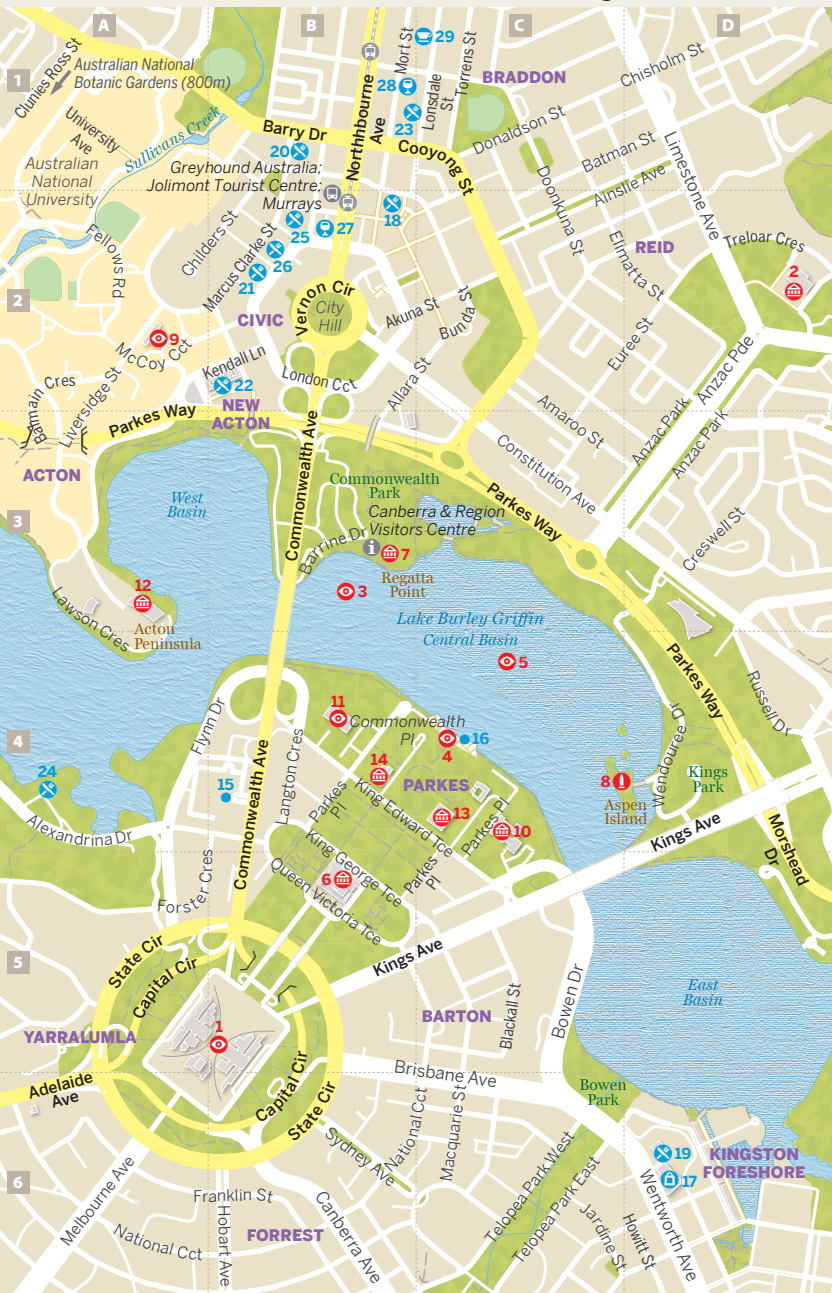 A
B
C
D
1
2
3
4
5
6
Clunies Ross St
Australian National
Botanic Gardens (800m)
University
Ave
Sullivans Creek
Australian
National
University
Barry Dr
20
Greyhound Australia;
Jolimont Tourist Centre;
Murrays
Northhbourne
Ave
Mort St
29
28
23
Lonsdale
St
Torrens St
BRADDON
Chisholm St
Cooyong St
Donaldson St
Batman St
Ainslie Ave
Limestone Ave
Doonkuna St
Elimatta St
REID
Treloar Cres
2
18
27
25
26
21
Childers St
Marcus Clarke St
Fellows Rd
Vernon Cir
City
Hill
CIVIC
Akuna St
Bunda St
Euree St
9
McCoy Cct
Kendall Ln
22
London Cct
Allara St
Anzac Pde
Amaroo St
Balmain Cres
Liversidge St
Parkes Way
NEW
ACTON
Anzac Park
Anzac Park
Constitution Ave
ACTON
West
Basin
Commonwealth Ave
Commonwealth
Park
Canberra & Region
Visitors Centre
Parkes Way
Barrine Dr
7
Regatta
Point
Creswell St
12
3
Lawson Cres
Acton
Peninsula
Lake Burley Griffin
Central Basin
5
Parkes Way
Russell Dr
Flynn Dr
11
Commonwealth
Pl
4
16
Wendouree Dr
24
15
Commonwealth Ave
Langton Cres
14
PARKES
Parkes
Pl
King Edward Tce
13
Parkes Pl
10
8
Aspen
Island
Kings
Park
Alexandrina Dr
Kings Ave
Morshead
Dr
King George Tce
6
Queen Victoria Tce
Parkes
Pl
Forster Cres
State Cir
Capital Cir
Kings Ave
East
Basin
Bowen Dr
YARRALUMLA
1
BARTON
Blackall St
Adelaide
Ave
Brisbane Ave
Bowen
Park
Capital Cir
State Cir
Sydney Ave
National Cct
Macquarie St
19
17
KINGSTON
FORESHORE
Telopea Park West
Telopea Park East
Melbourne Ave
Franklin St
Hobart Ave
FORREST
National Cct
Canberra Ave
Jardine St
Howitt St
Wentworth Ave